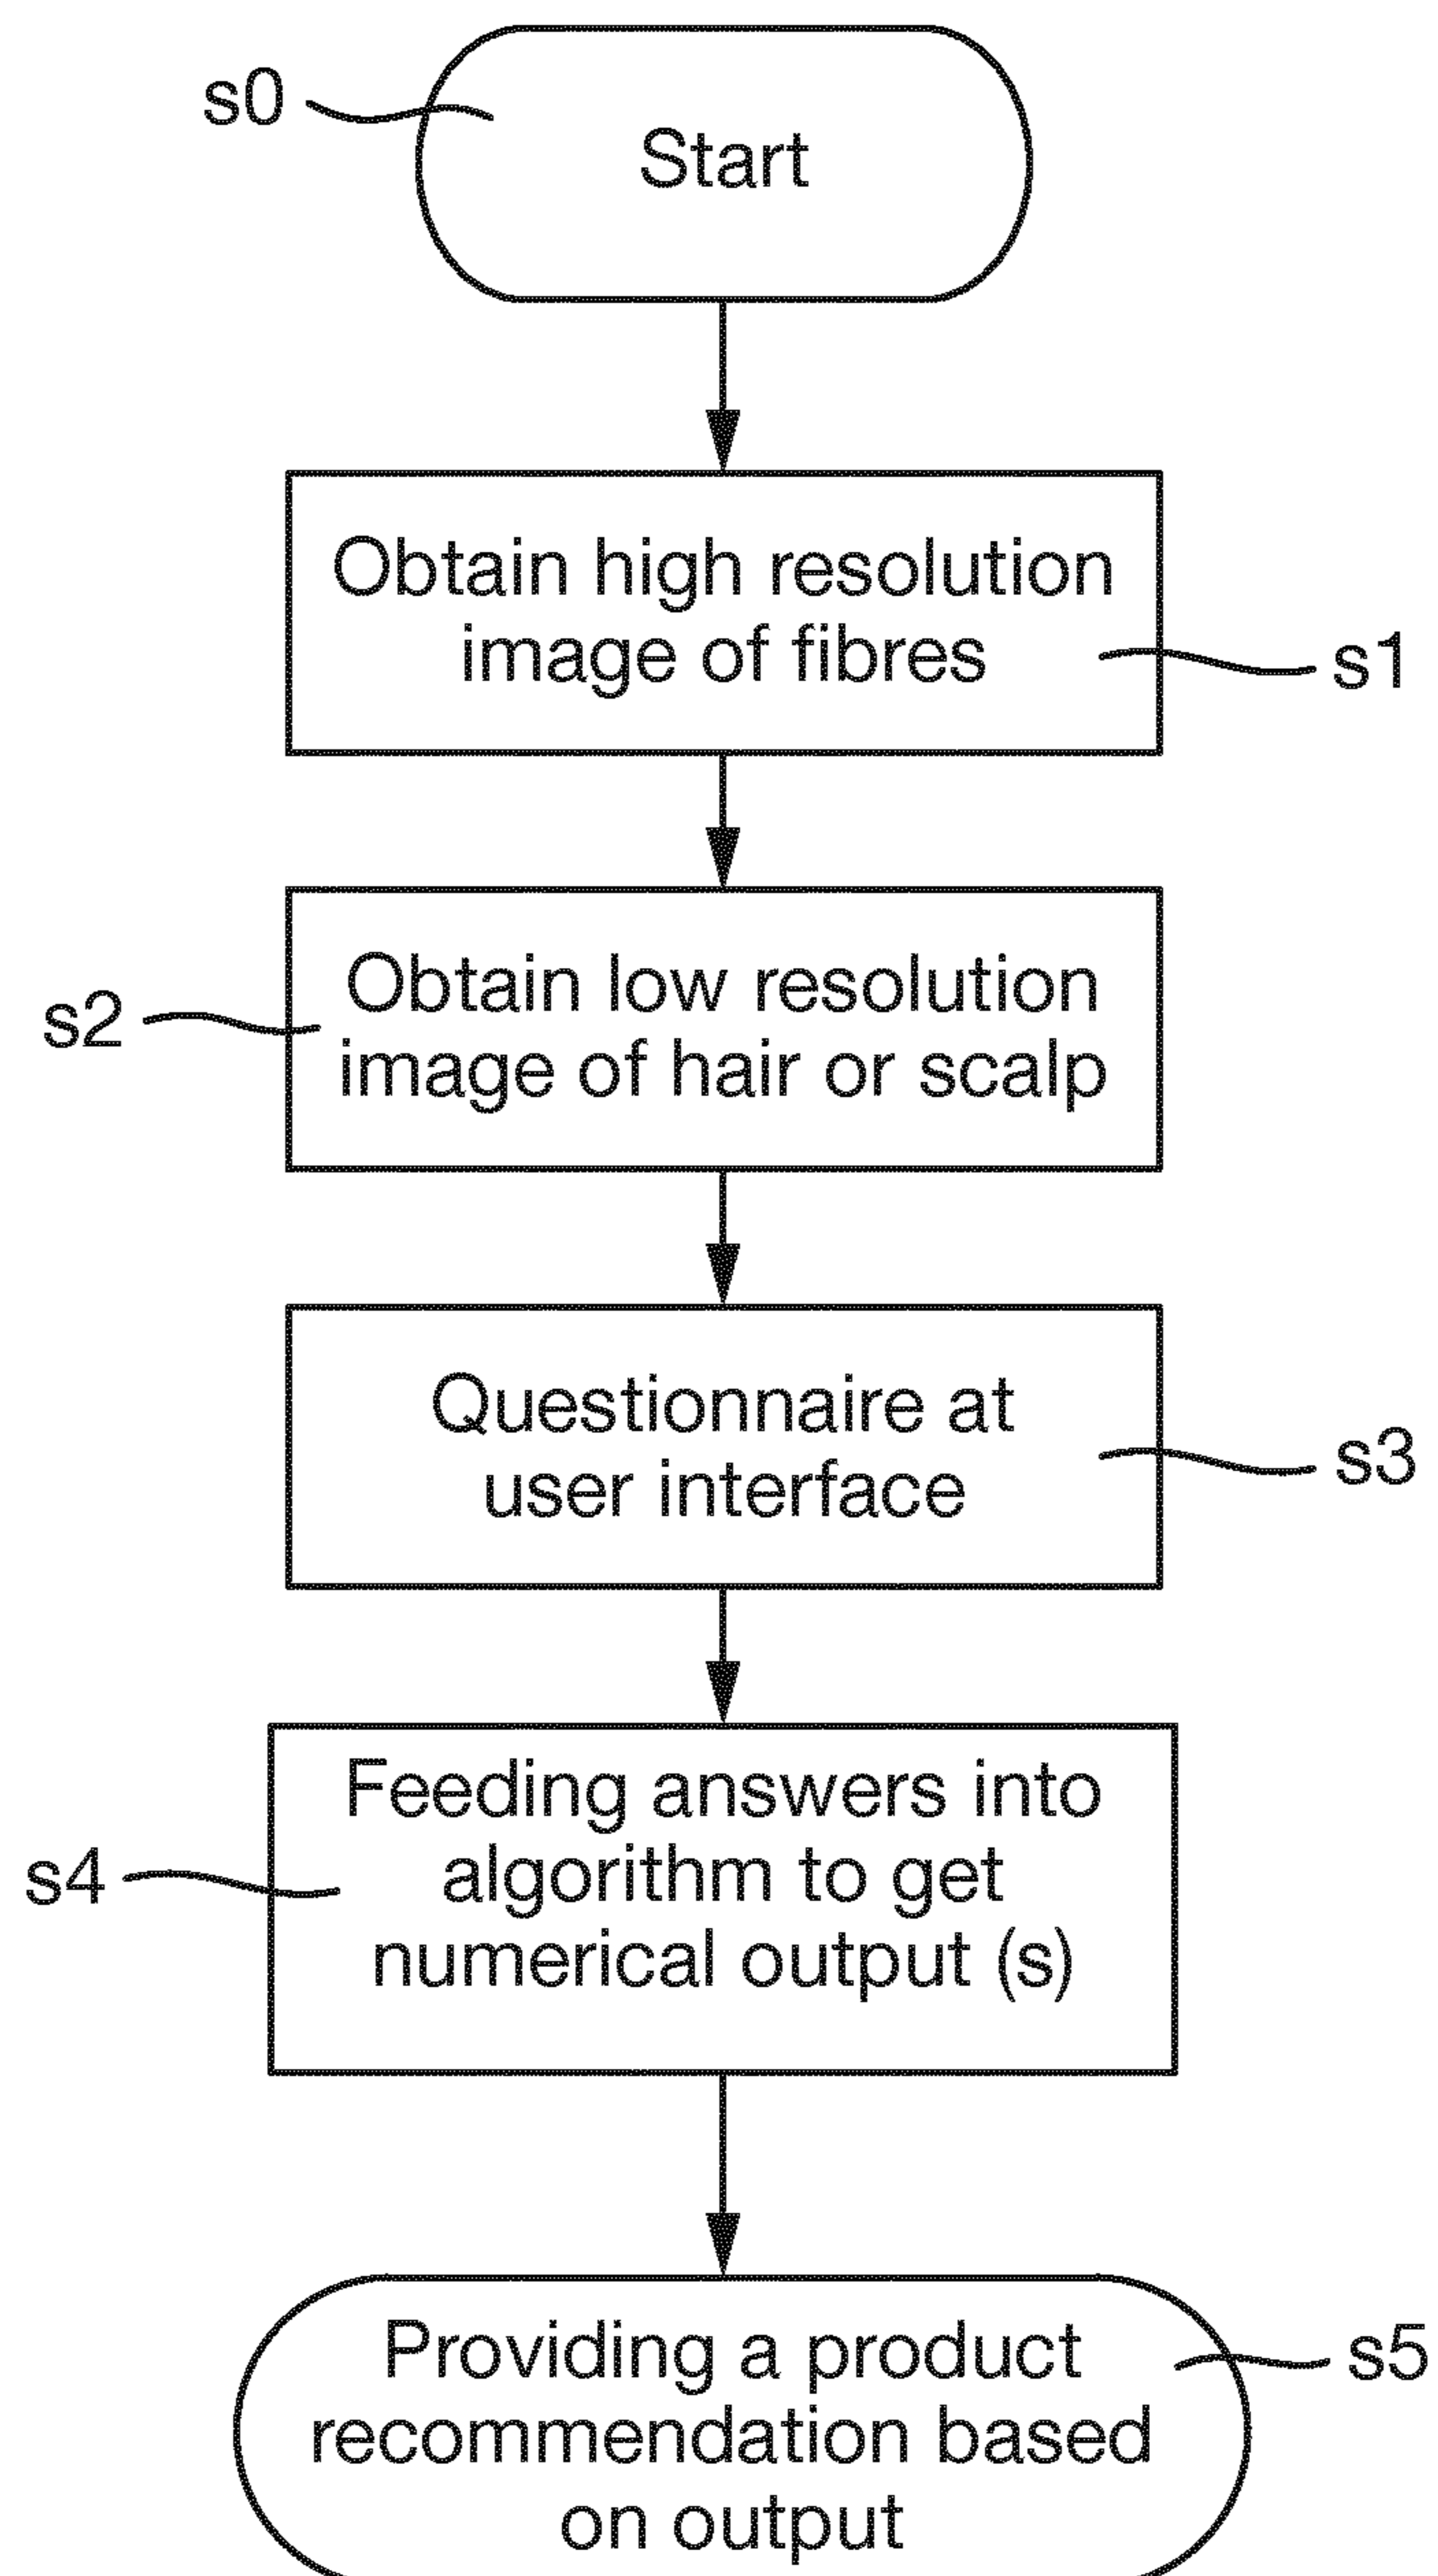 s0
Start
Obtain high resolution
image of fibres
s1
Obtain low resolution
image of hair or scalp
s2
Questionnaire at
user interface
s3
Feeding answers into
algorithm to get
numerical output (s)
s4
Providing a product
recommendation based
on output
s5